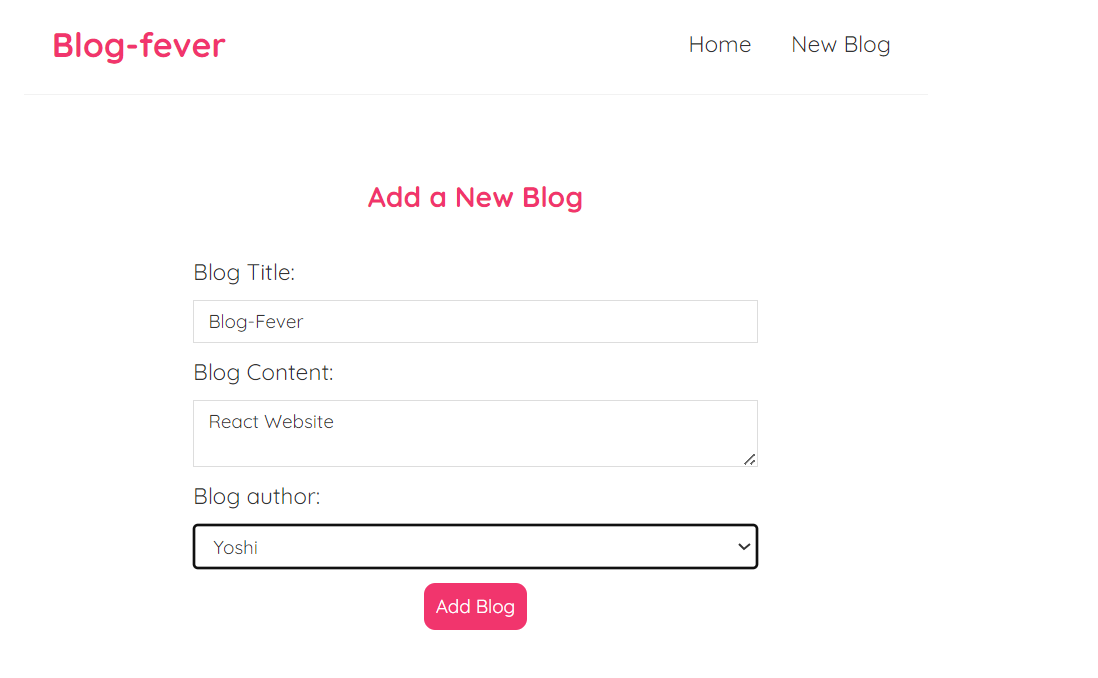 Blog-fever
Home
New Blog
Add a New Blog
Blog Title:
Blog-Fever
Blog Content:
React Website
Blog author:
Yoshi
Add Blog